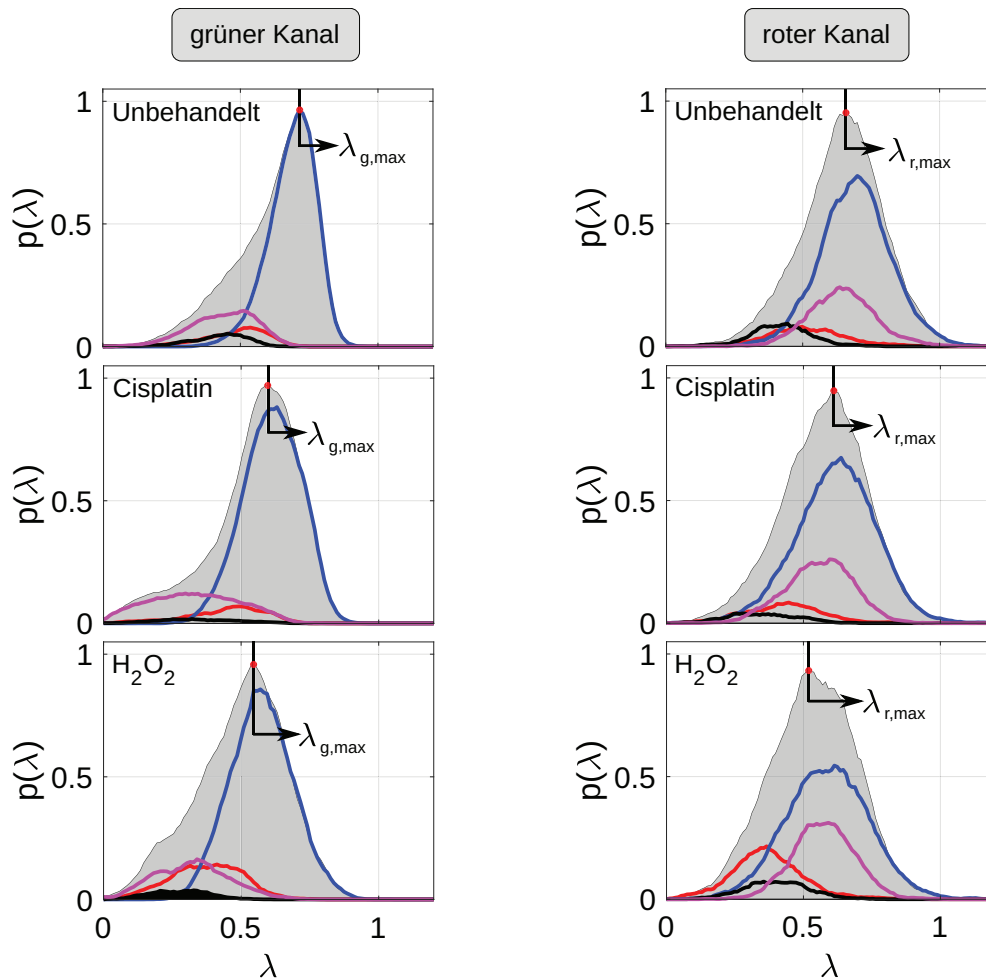 grüner Kanal
roter Kanal
1
Unbehandelt
λg,max
0.5
p(λ)
0
1
Unbehandelt
λr,max
0.5
p(λ)
0
1
Cisplatin
λg,max
0.5
p(λ)
0
1
Cisplatin
λr,max
0.5
p(λ)
0
1
H2O2
λg,max
0.5
p(λ)
0
0 0.5 1
λ
1
H2O2
λr,max
0.5
p(λ)
0
0 0.5 1
λ